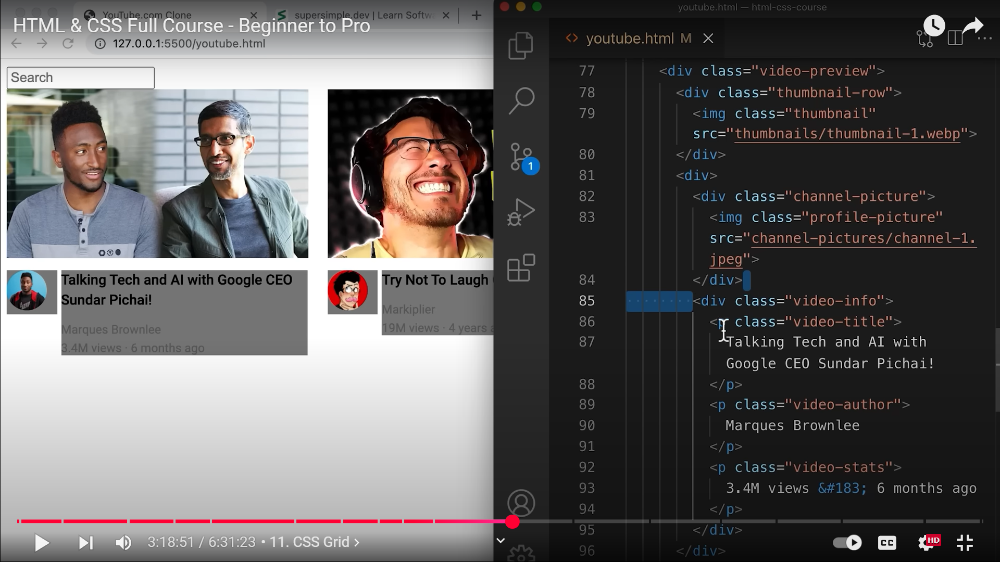 YouTube.com Clone
supersimple.dev | Learn Softw
HTML & CSS Full Course - Beginner to Pro
127.0.0.1:5500/youtube.html
Search
Talking Tech and AI with Google CEO
Sundar Pichai!
Marques Brownlee
3.4M views · 6 months ago
Try Not To Laugh
Markiplier
19M views · 4 years a
youtube.html — html-css-course
youtube.html M
1
77 <div class="video-preview">
78 <div class="thumbnail-row">
79 <img class="thumbnail"
src="thumbnails/thumbnail-1.webp">
80 </div>
81 <div>
82 <div class="channel-picture">
83 <img class="profile-picture"
src="channel-pictures/channel-1.
jpeg">
84 </div>
85 <div class="video-info">
86 <p class="video-title">
87 Talking Tech and AI with
Google CEO Sundar Pichai!
88 </p>
89 <p class="video-author">
90 Marques Brownlee
91 </p>
92 <p class="video-stats">
93 3.4M views &#183; 6 months ago
94 </p>
95 </div>
96 </div>
3:18:51 / 6:31:23 • 11. CSS Grid
CC
HD